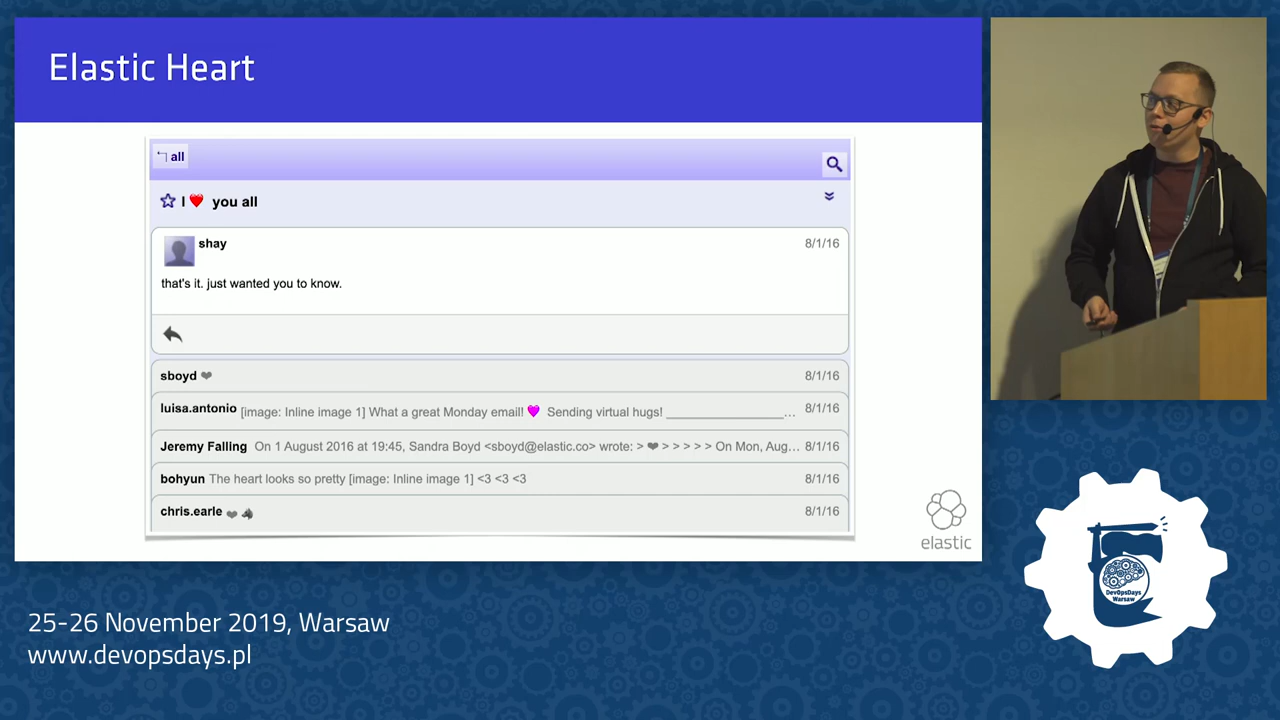 Elastic Heart
all
I ❤ you all
shay 8/1/16
that's it. just wanted you to know.
sboyd ❤ 8/1/16
luisa.antonio [image: Inline image 1] What a great Monday email! 💜 Sending virtual hugs! __________________... 8/1/16
Jeremy Falling On 1 August 2016 at 19:45, Sandra Boyd <sboyd@elastic.co> wrote: > ❤ > > > > > On Mon, Aug... 8/1/16
bohyun The heart looks so pretty [image: Inline image 1] <3 <3 <3 8/1/16
chris.earle ❤ 8/1/16
elastic
DevOpsDays
Warsaw
25-26 November 2019, Warsaw
www.devopsdays.pl